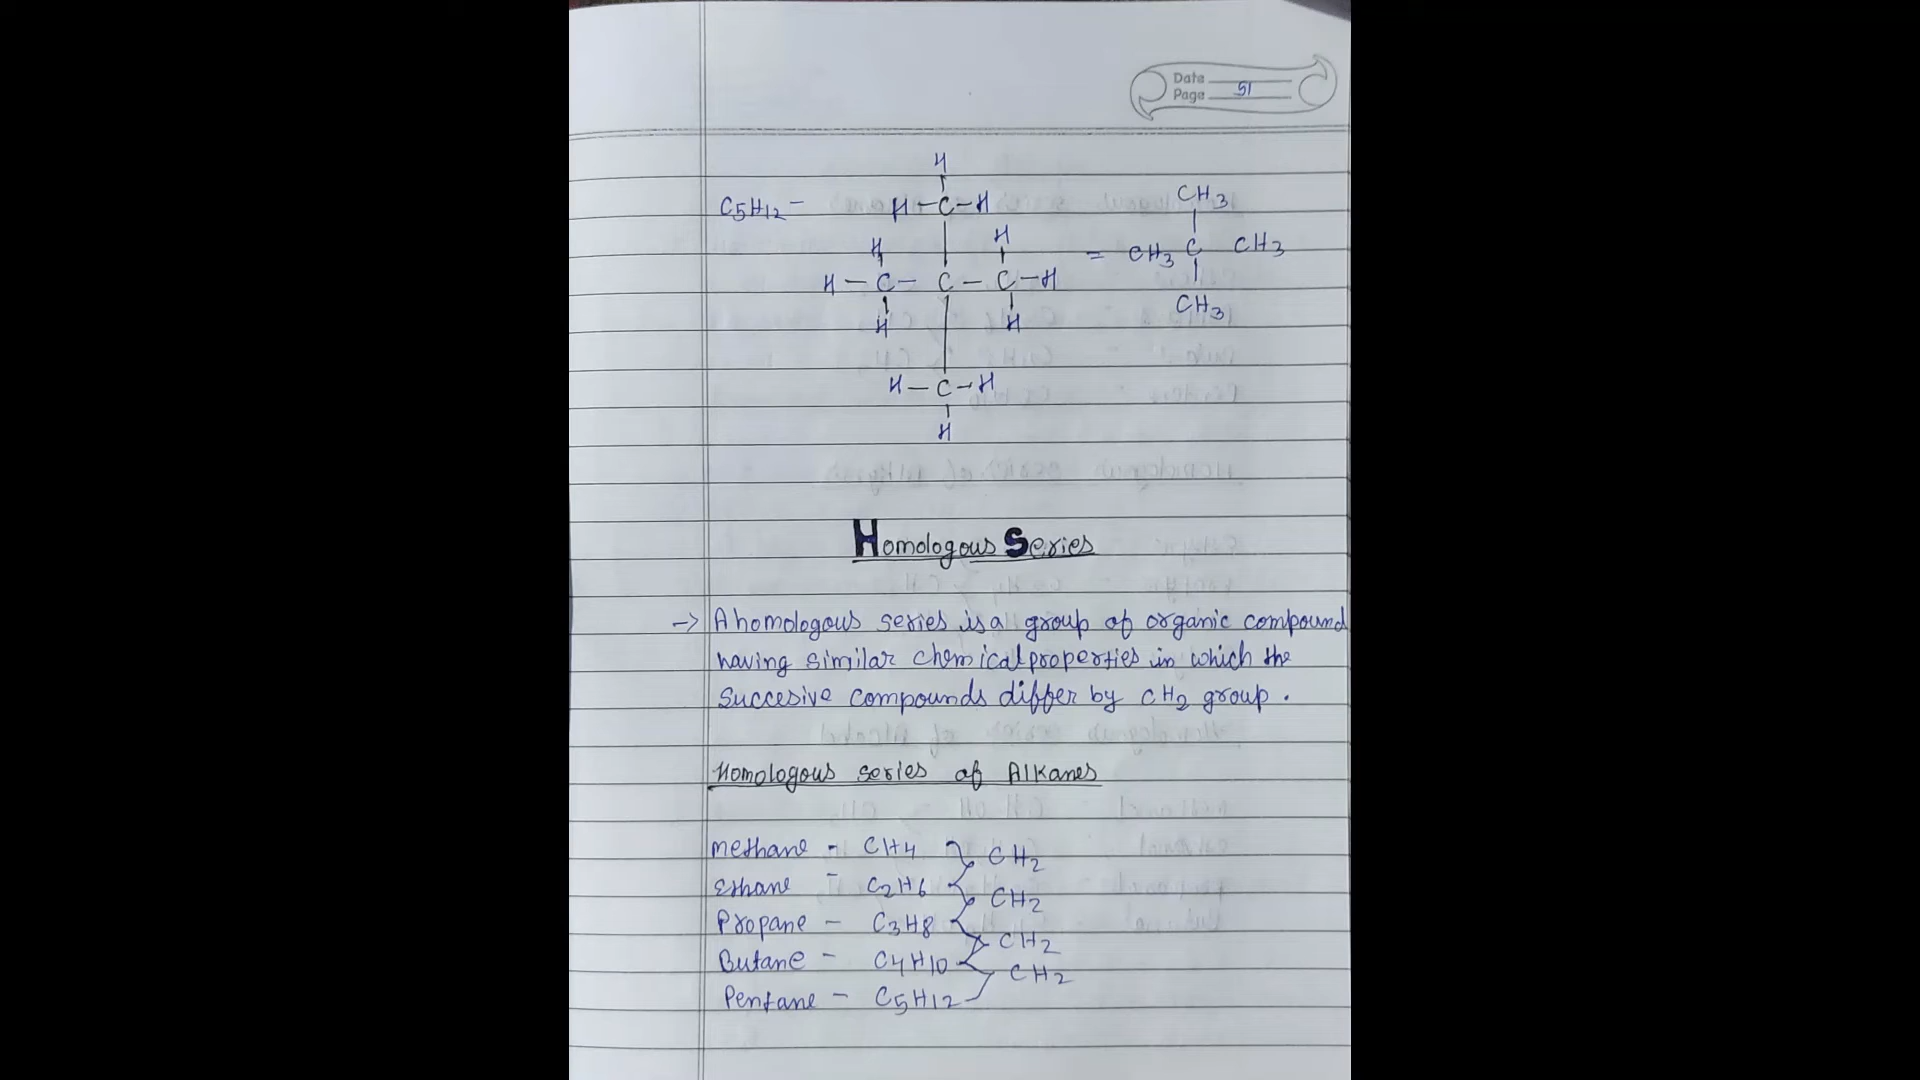 Date
Page 51
H
C5H12 - H-C-H CH3
H H
= CH3 C CH3
H-C-C-C-H
H H CH3
H-C-H
H
Homologous Series
-> A homologous series is a group of organic compound
having similar chemical properties in which the
Succesive compounds differ by CH2 group.
Homologous series of Alkanes
methane - CH4 CH2
Ethane - C2H6 CH2
Propane - C3H8 CH2
Butane - C4H10 CH2
Pentane - C5H12